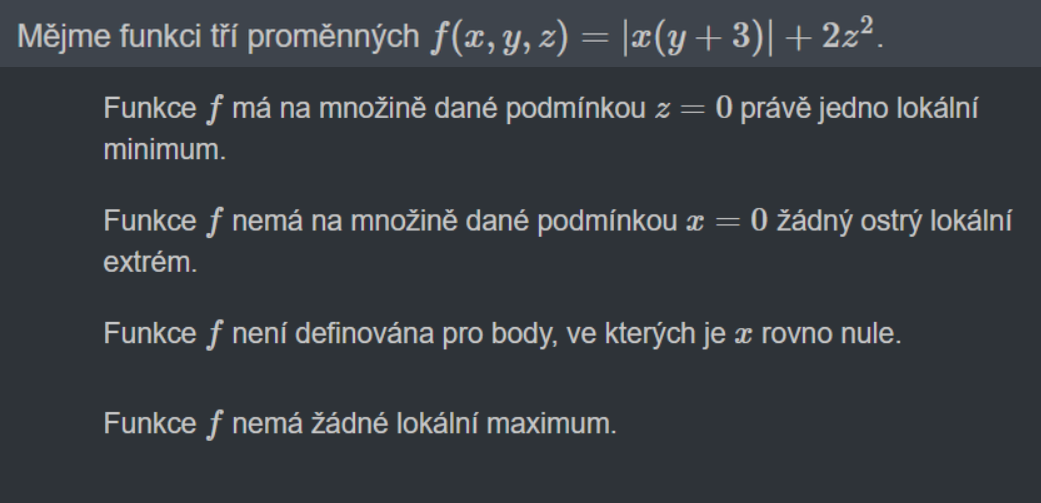 Mějme funkci tří proměnných f(x, y, z) = |x(y + 3)| + 2z².
Funkce f má na množině dané podmínkou z = 0 právě jedno lokální
minimum.
Funkce f nemá na množině dané podmínkou x = 0 žádný ostrý lokální
extrém.
Funkce f není definována pro body, ve kterých je x rovno nule.
Funkce f nemá žádné lokální maximum.